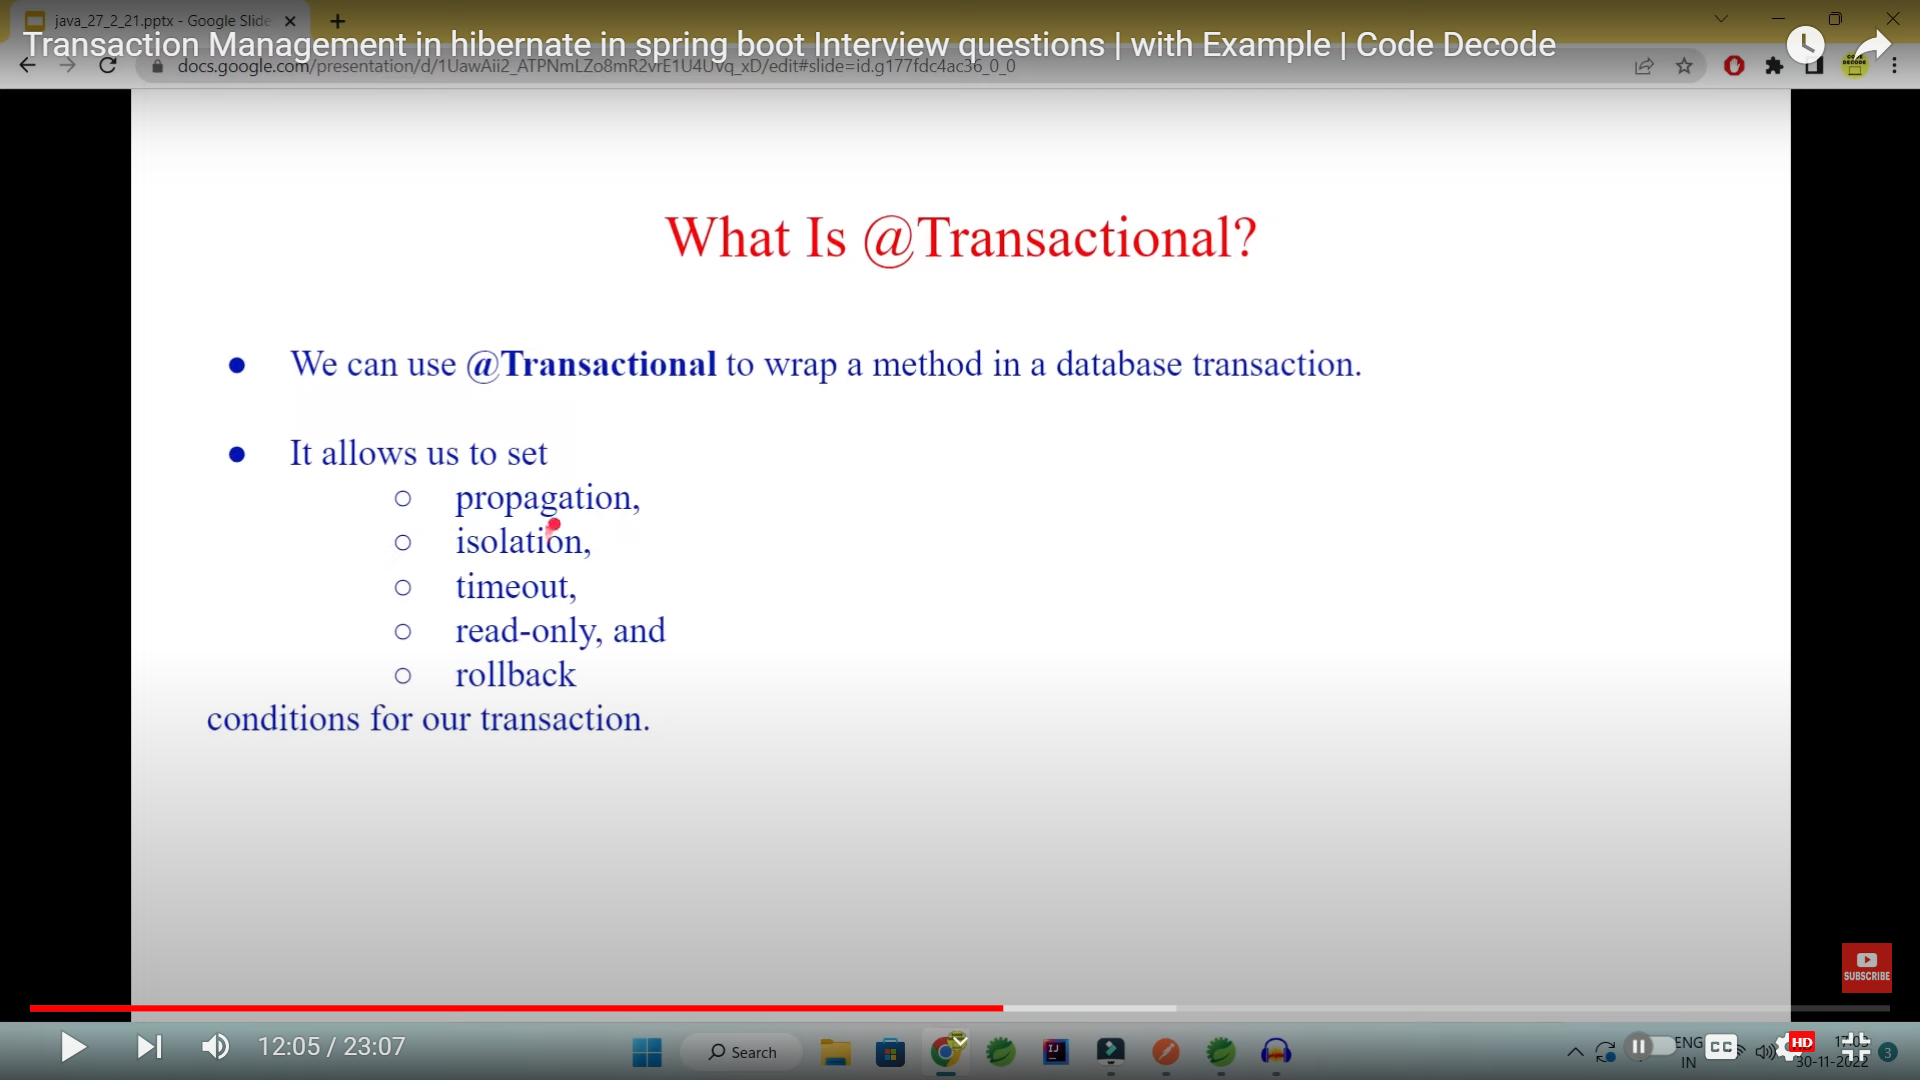 java_27_2_21.pptx - Google Slide
Transaction Management in hibernate in spring boot Interview questions | with Example | Code Decode
docs.google.com/presentation/d/1UawAii2_ATPNmLZo8mR2vrE1U4Uvq_xD/edit#slide=id.g177fdc4ac36_0_0
What Is @Transactional?
● We can use @Transactional to wrap a method in a database transaction.
● It allows us to set
○ propagation,
○ isolation,
○ timeout,
○ read-only, and
○ rollback
conditions for our transaction.
SUBSCRIBE
12:05 / 23:07
Search
ENG
IN
CC
HD
30-11-2022
3